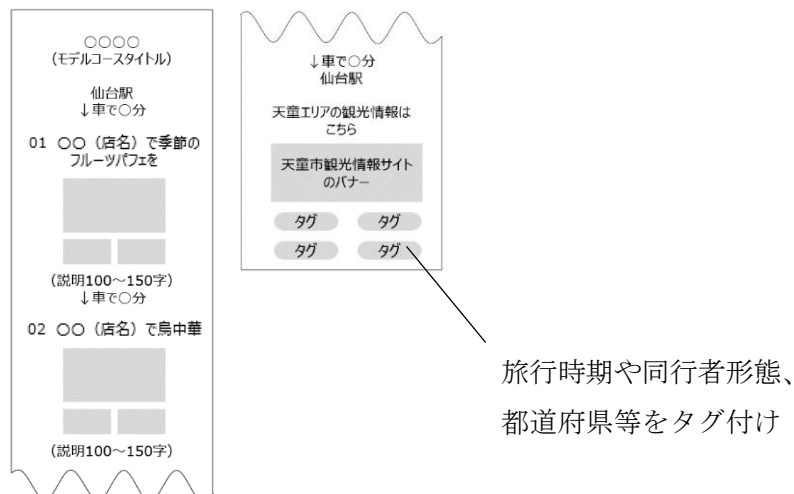 ○○○○
(モデルコースタイトル)
仙台駅
↓車で○分
01 ○○（店名）で季節の
フルーツパフェを
(説明100～150字)
↓車で○分
02 ○○（店名）で鳥中華
(説明100～150字)
↓車で○分
仙台駅
天童エリアの観光情報は
こちら
天童市観光情報サイト
のバナー
タグ
タグ
タグ
タグ
旅行時期や同行者形態、
都道府県等をタグ付け